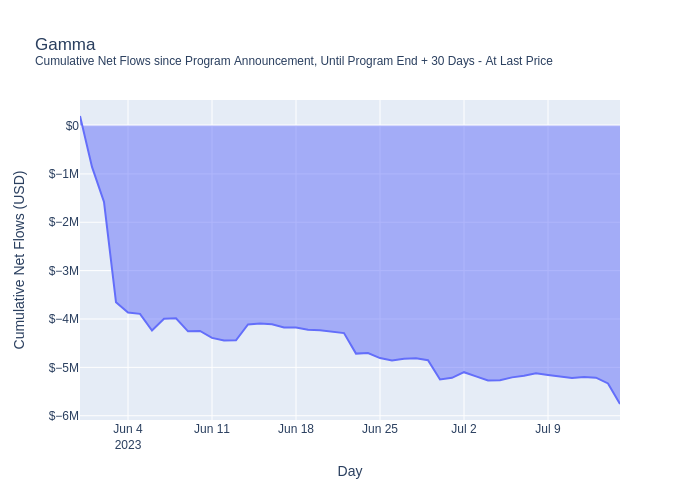 Gamma
Cumulative Net Flows since Program Announcement, Until Program End + 30 Days - At Last Price
Cumulative Net Flows (USD)
$0
$−1M
$−2M
$−3M
$−4M
$−5M
$−6M
Jun 4
2023
Jun 11
Jun 18
Jun 25
Jul 2
Jul 9
Day